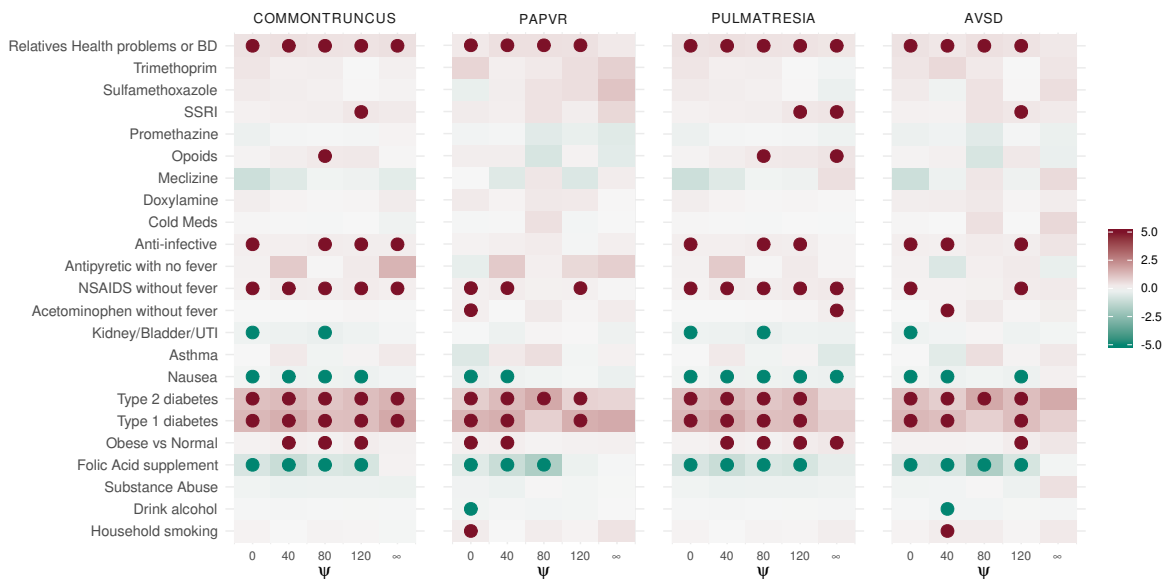 COMMONTRUNCUS PAPVR PULMATRESIA AVSD
Relatives Health problems or BD
Trimethoprim
Sulfamethoxazole
SSRI
Promethazine
Opoids
Meclizine
Doxylamine
Cold Meds
Anti-infective
Antipyretic with no fever
NSAIDS without fever
Acetominophen without fever
Kidney/Bladder/UTI
Asthma
Nausea
Type 2 diabetes
Type 1 diabetes
Obese vs Normal
Folic Acid supplement
Substance Abuse
Drink alcohol
Household smoking
0 40 80 120 ∞ 0 40 80 120 ∞ 0 40 80 120 ∞ 0 40 80 120 ∞
ψ ψ ψ ψ
5.0
2.5
0.0
-2.5
-5.0